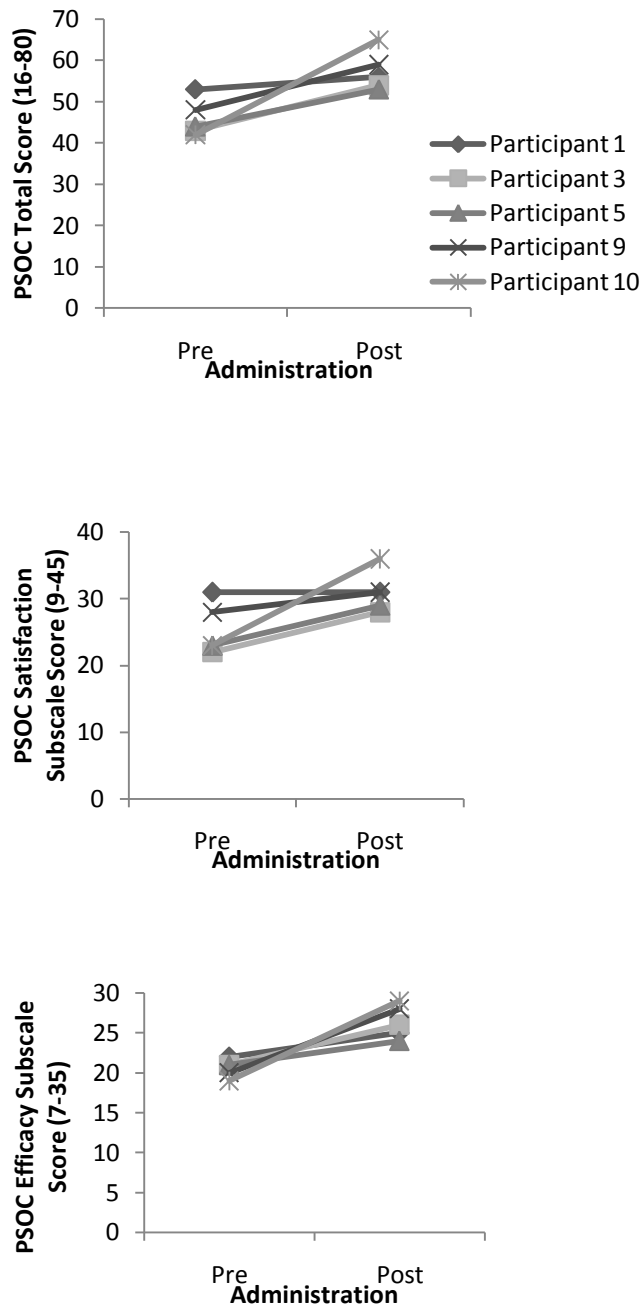 PSOC Total Score (16-80)
70
60
50
40
30
20
10
0
Pre
Post
Administration
Participant 1
Participant 3
Participant 5
Participant 9
Participant 10
PSOC Satisfaction
Subscale Score (9-45)
40
30
20
10
0
Pre
Post
Administration
PSOC Efficacy Subscale
Score (7-35)
30
25
20
15
10
5
0
Pre
Post
Administration